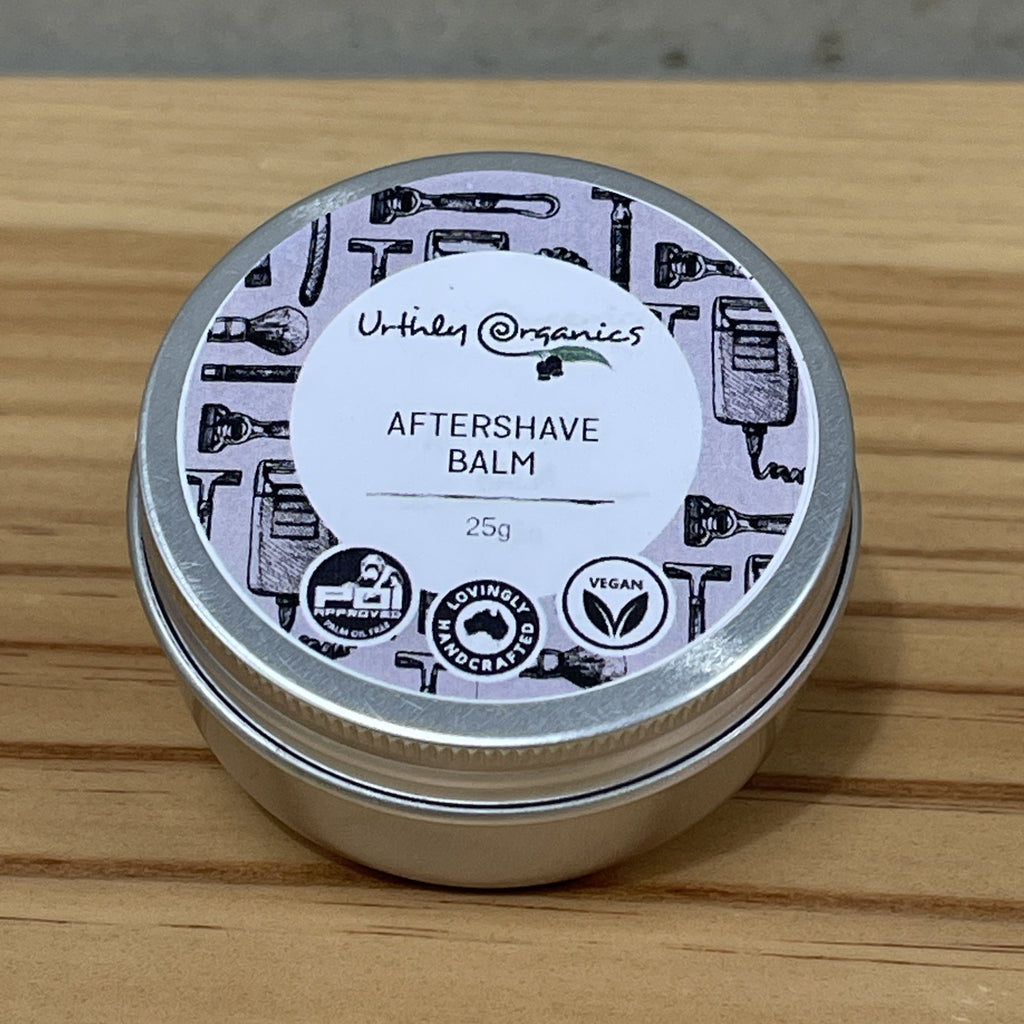 Urthly Organics
AFTERSHAVE
BALM
25g
POI
APPROVED
PALM OIL FREE
LOVINGLY
HANDCRAFTED
VEGAN